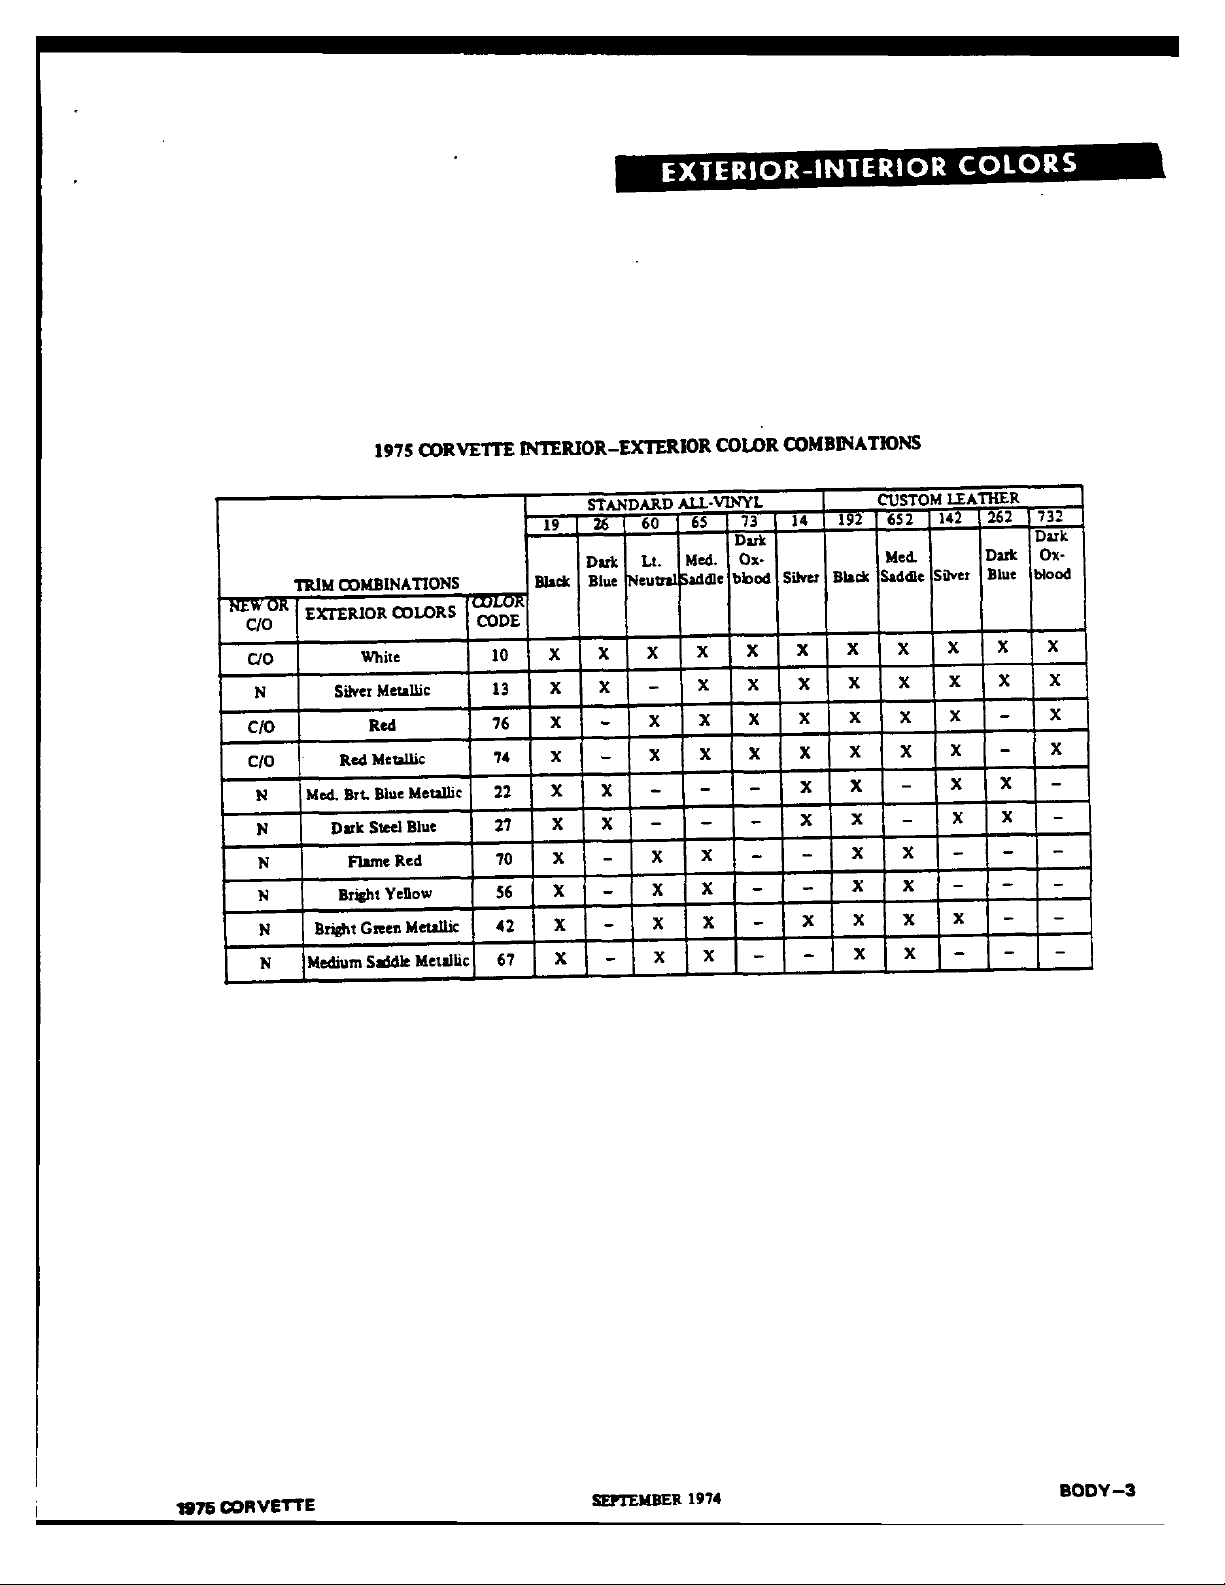 EXTERIOR-INTERIOR COLORS
1975 CORVETTE INTERIOR-EXTERIOR COLOR COMBINATIONS
STANDARD ALL-VINYL CUSTOM LEATHER
19 26 60 65 73 14 192 652 142 262 732
Black Dark Blue Lt. Neutral Med. Saddle Dark Ox-blood Silver Black Med. Saddle Silver Dark Blue Dark Ox-blood
TRIM COMBINATIONS
NEW OR C/O EXTERIOR COLORS COLOR CODE
C/O White 10 X X X X X X X X X X X
N Silver Metallic 13 X X – X X X X X X X X
C/O Red 76 X – X X X X X X X – X
C/O Red Metallic 74 X – X X X X X X X – X
N Med. Brt. Blue Metallic 22 X X – – – X X – X X –
N Dark Steel Blue 27 X X – – – X X – X X –
N Flame Red 70 X – X X – – X X – – –
N Bright Yellow 56 X – X X – – X X – – –
N Bright Green Metallic 42 X – X X – X X X X – –
N Medium Saddle Metallic 67 X – X X – – X X – – –
1975 CORVETTE SEPTEMBER 1974 BODY-3